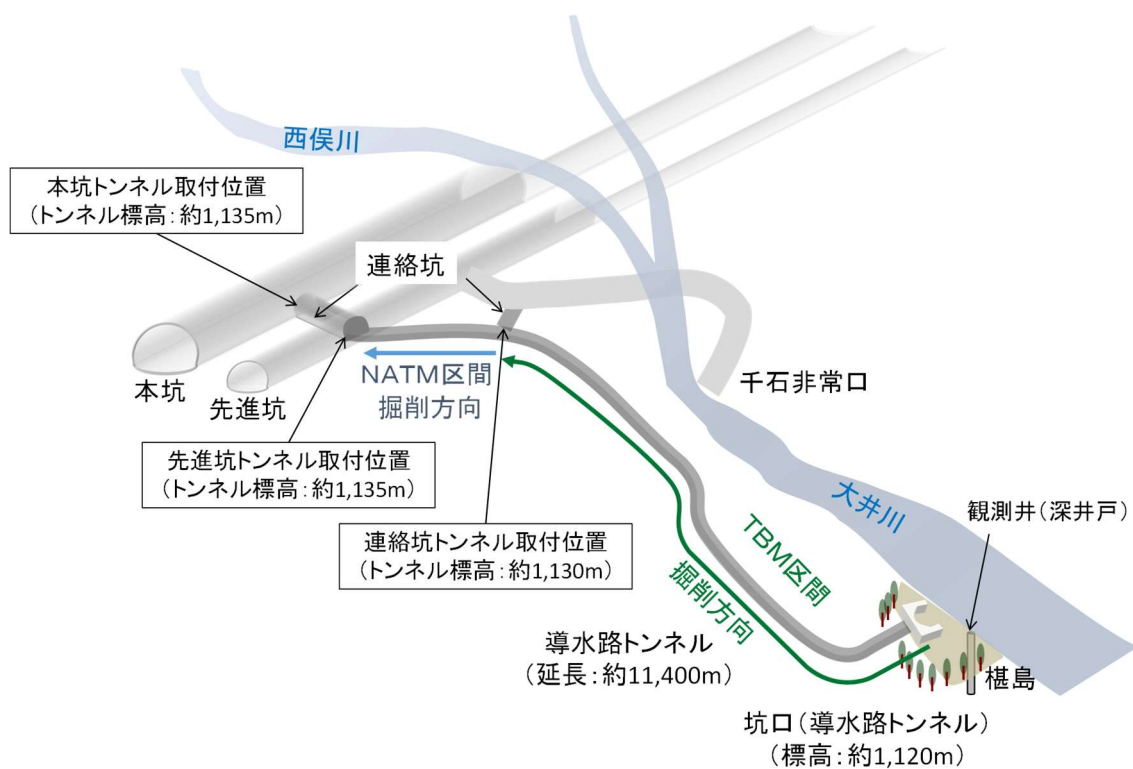 西俣川
本坑トンネル取付位置
（トンネル標高：約1,135m）
連絡坑
本坑
先進坑
NATM区間
掘削方向
千石非常口
先進坑トンネル取付位置
（トンネル標高：約1,135m）
連絡坑トンネル取付位置
（トンネル標高：約1,130m）
大井川
観測井（深井戸）
TBM区間
掘削方向
導水路トンネル
（延長：約11,400m）
椹島
坑口（導水路トンネル）
（標高：約1,120m）